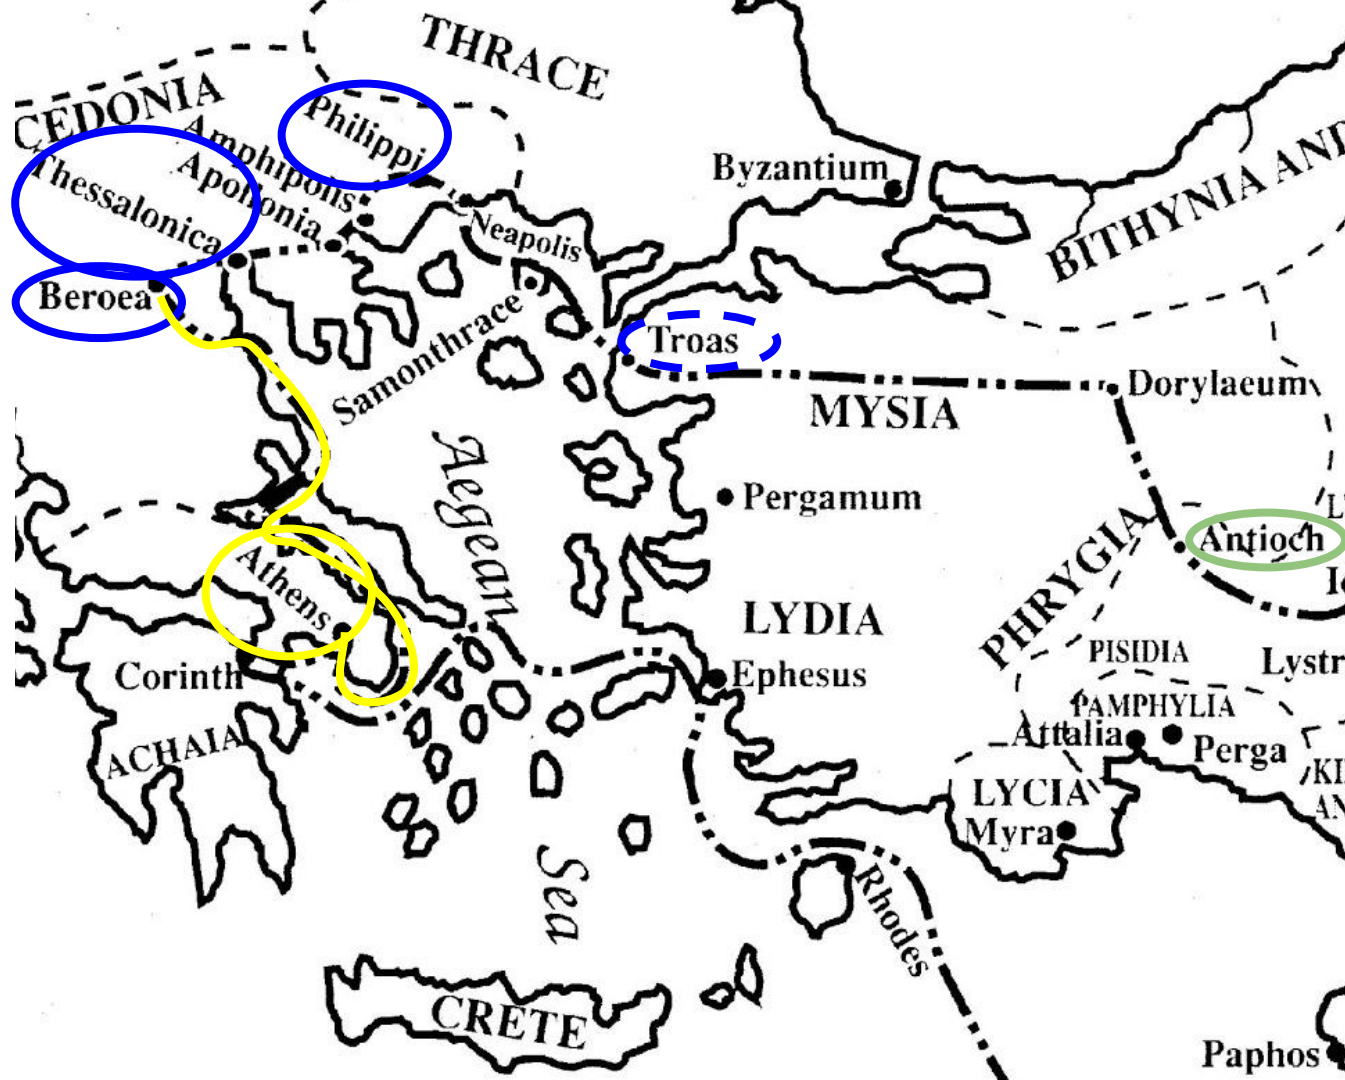 THRACE
CEDONIA
Philippi
Amphipolis
Apollonia
Thessalonica
Neapolis
Beroea
Byzantium
BITHYNIA AND
Samonthrace
Troas
Dorylaeum
MYSIA
Aegean
Pergamum
PHRYGIA
Antioch
Athens
LYDIA
PISIDIA
Lystr
Corinth
Ephesus
PAMPHYLIA
ACHAIA
Attalia
Perga
LYCIA
Myra
Sea
Rhodes
CRETE
Paphos